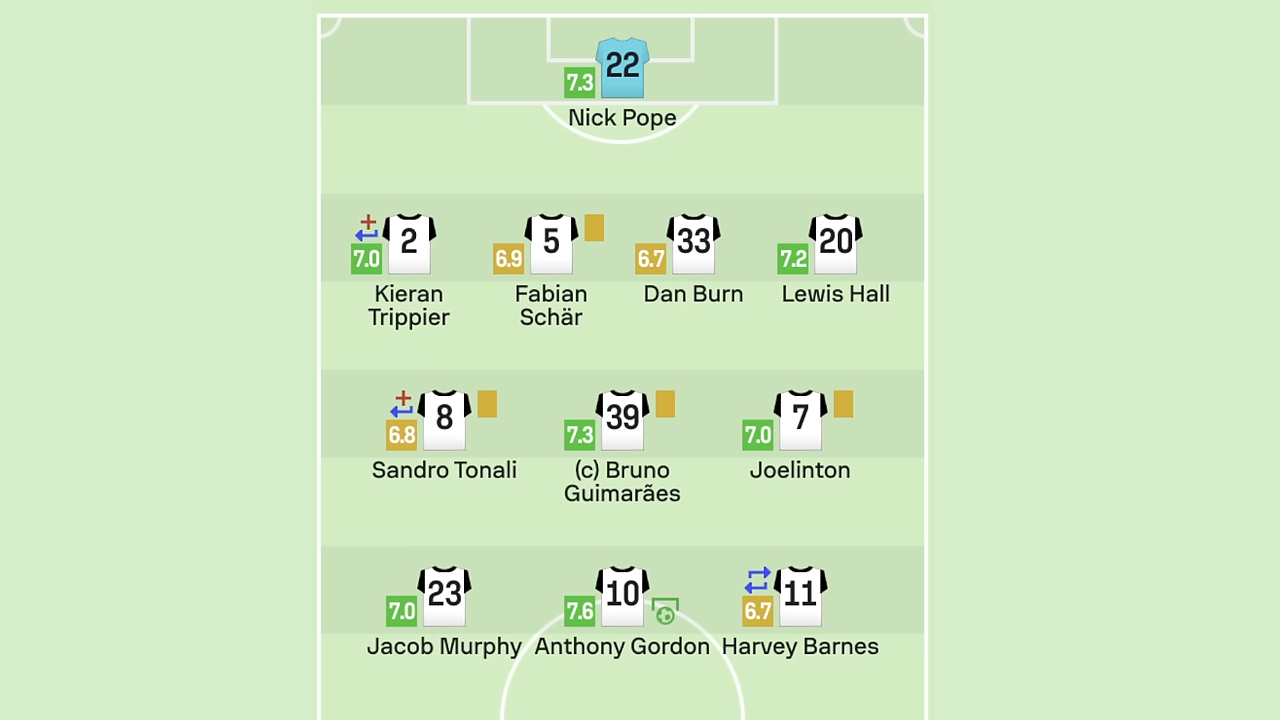 22
7.3
Nick Pope
2 5 33 20
7.0 6.9 6.7 7.2
Kieran Trippier
Fabian Schär
Dan Burn
Lewis Hall
8 39 7
6.8 7.3 7.0
Sandro Tonali
(c) Bruno Guimarães
Joelinton
23 10 11
7.0 7.6 6.7
Jacob Murphy
Anthony Gordon
Harvey Barnes